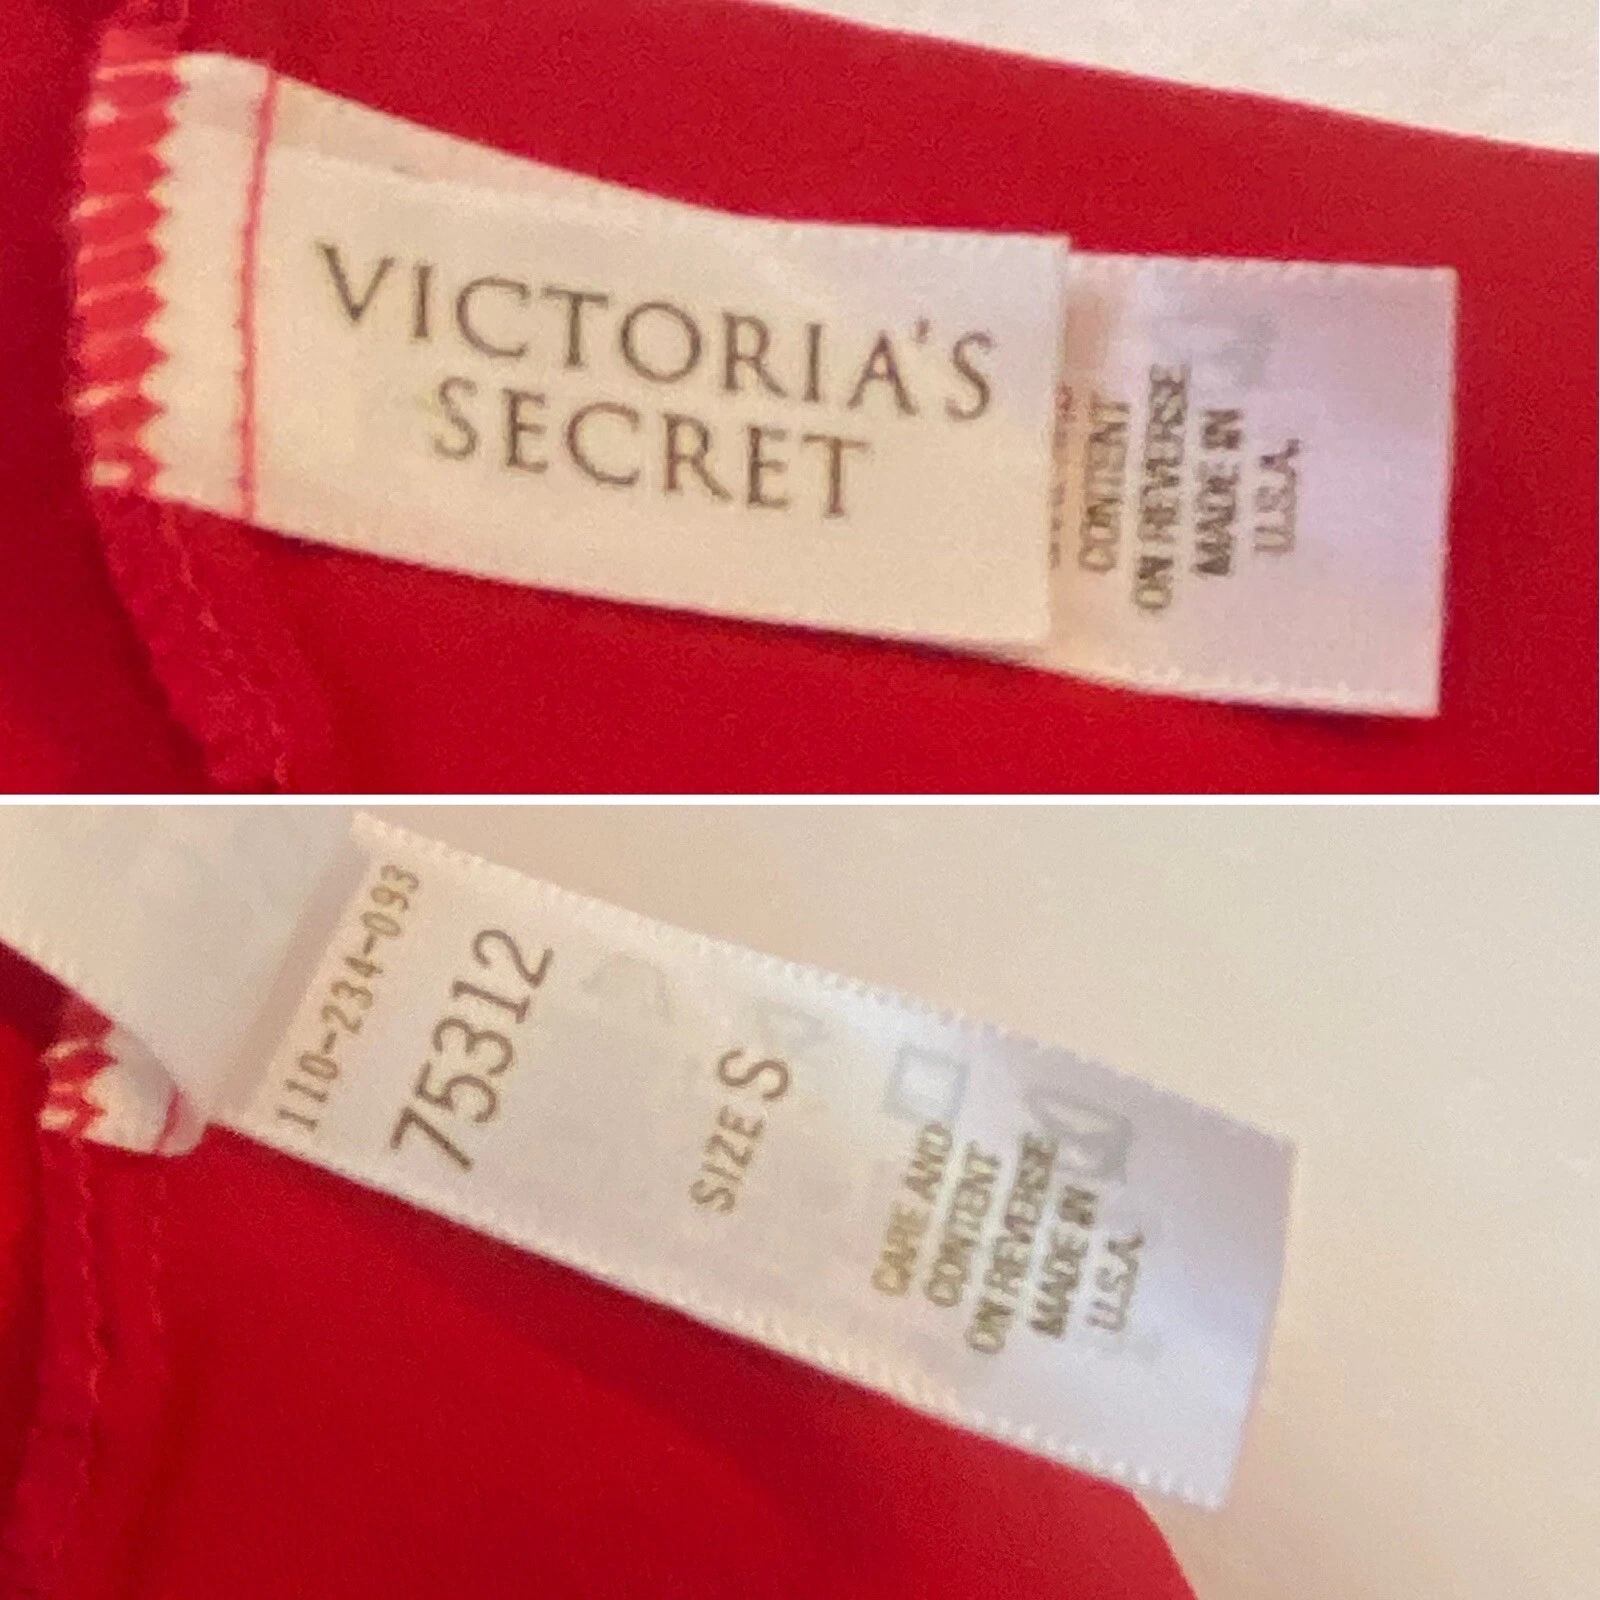 VICTORIA'S
SECRET
CONTENT
ON REVERSE
MADE IN
U.S.A.
110-234-093
75312
SIZE S
CARE AND
CONTENT
ON REVERSE
MADE IN
U.S.A.